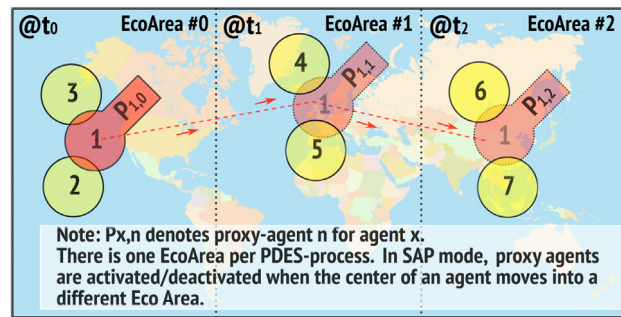 @t0 EcoArea #0 @t1 EcoArea #1 @t2 EcoArea #2
3 P1,0 1 2
4 P1,1 1 5
6 P1,2 1 7
Note: Px,n denotes proxy-agent n for agent x.
There is one EcoArea per PDES-process. In SAP mode, proxy agents
are activated/deactivated when the center of an agent moves into a
different Eco Area.